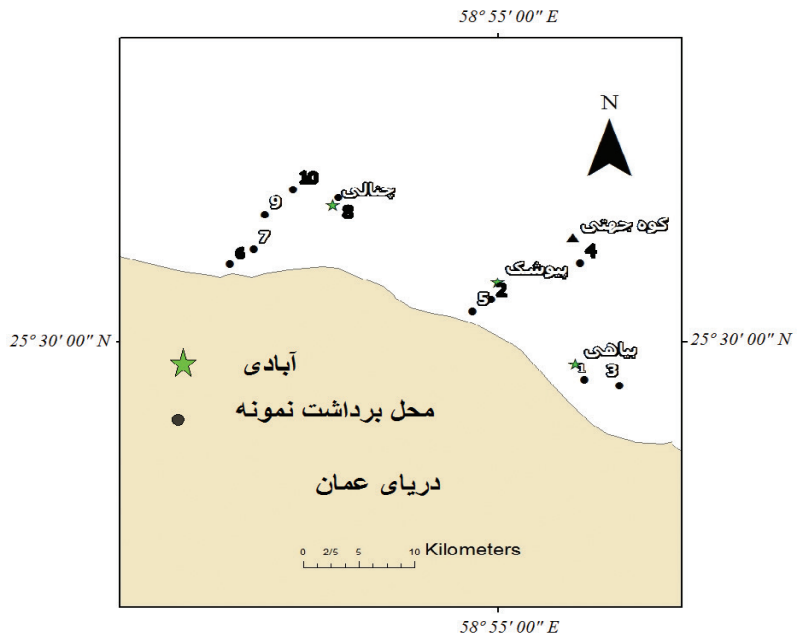 58° 55' 00" E
N
10
چنالی
9
8
کوه جهتی
7
6
4
پیوشک
2
5
25° 30' 00" N
25° 30' 00" N
بیاهی
1
3
آبادی
محل برداشت نمونه
دریای عمان
0 2/5 5 10 Kilometers
58° 55' 00" E